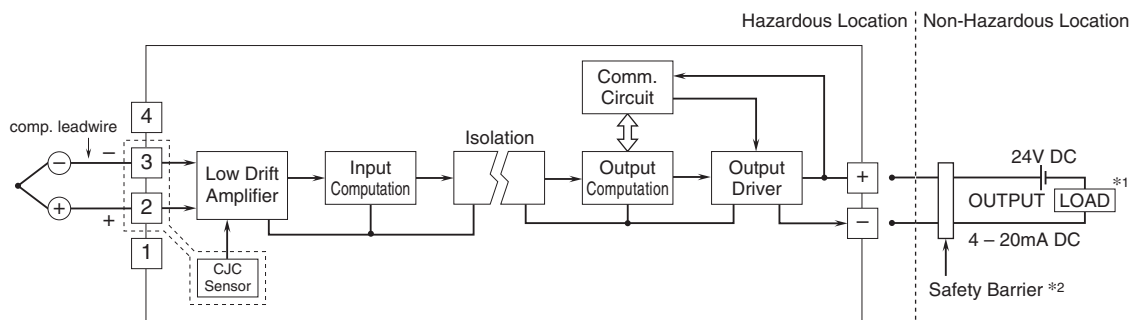 Hazardous Location
Non-Hazardous Location
Comm.
Circuit
4
comp. leadwire
Isolation
−
−
3
Low Drift
Amplifier
Input
Computation
Output
Computation
Output
Driver
+
24V DC
+
2
+
OUTPUT
LOAD
*1
−
1
4 – 20mA DC
CJC
Sensor
Safety Barrier *2